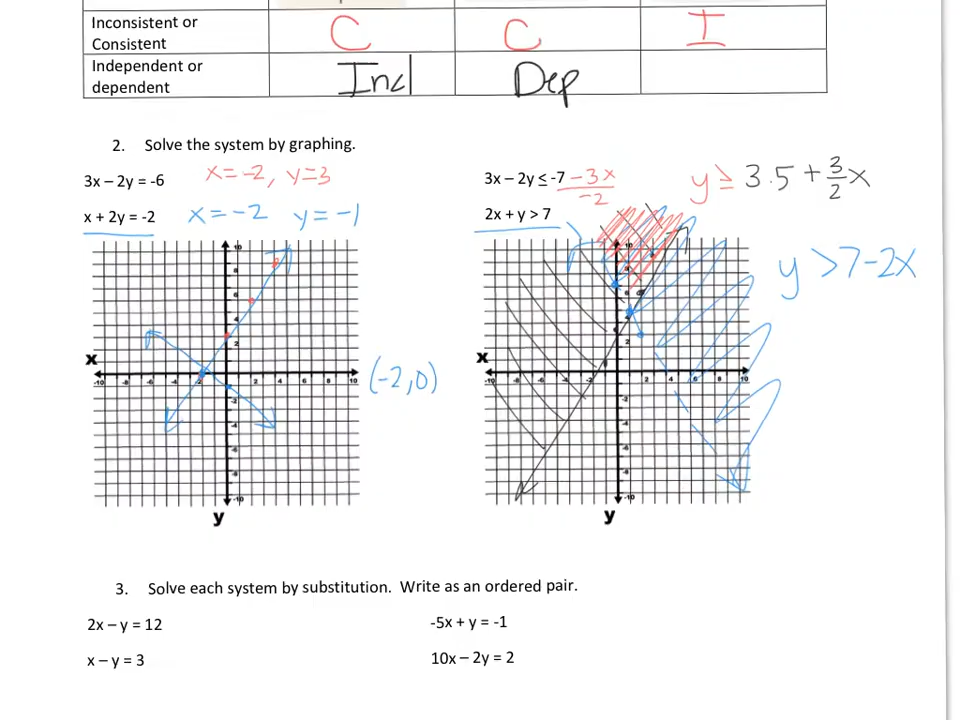 Inconsistent or
Consistent
C
C
I
Independent or
dependent
Ind
Dep
2. Solve the system by graphing.
3x – 2y = -6
x = -2, y = 3
x + 2y = -2
x = -2 y = -1
3x – 2y ≤ -7 -3x
-2
y ≥ 3.5 + 3/2 x
2x + y > 7
y > 7 - 2x
x
y
(-2,0)
x
y
3. Solve each system by substitution. Write as an ordered pair.
2x – y = 12
-5x + y = -1
x – y = 3
10x – 2y = 2